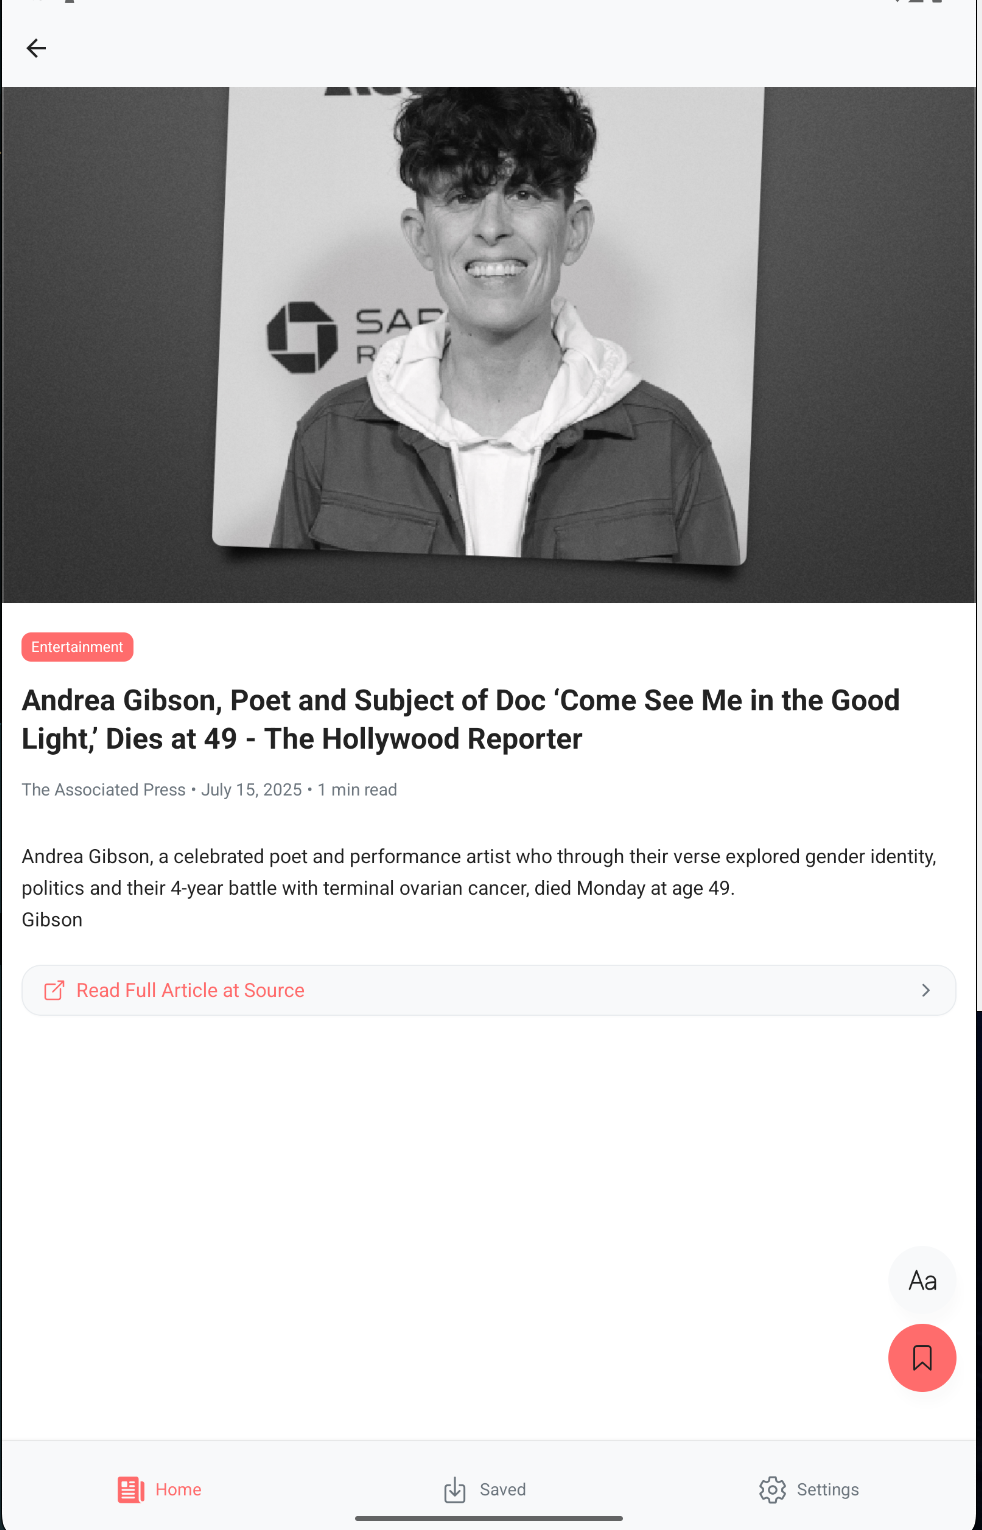 Entertainment
Andrea Gibson, Poet and Subject of Doc ‘Come See Me in the Good
Light,’ Dies at 49 - The Hollywood Reporter
The Associated Press • July 15, 2025 • 1 min read
Andrea Gibson, a celebrated poet and performance artist who through their verse explored gender identity,
politics and their 4-year battle with terminal ovarian cancer, died Monday at age 49.
Gibson
Read Full Article at Source
Aa
Home
Saved
Settings